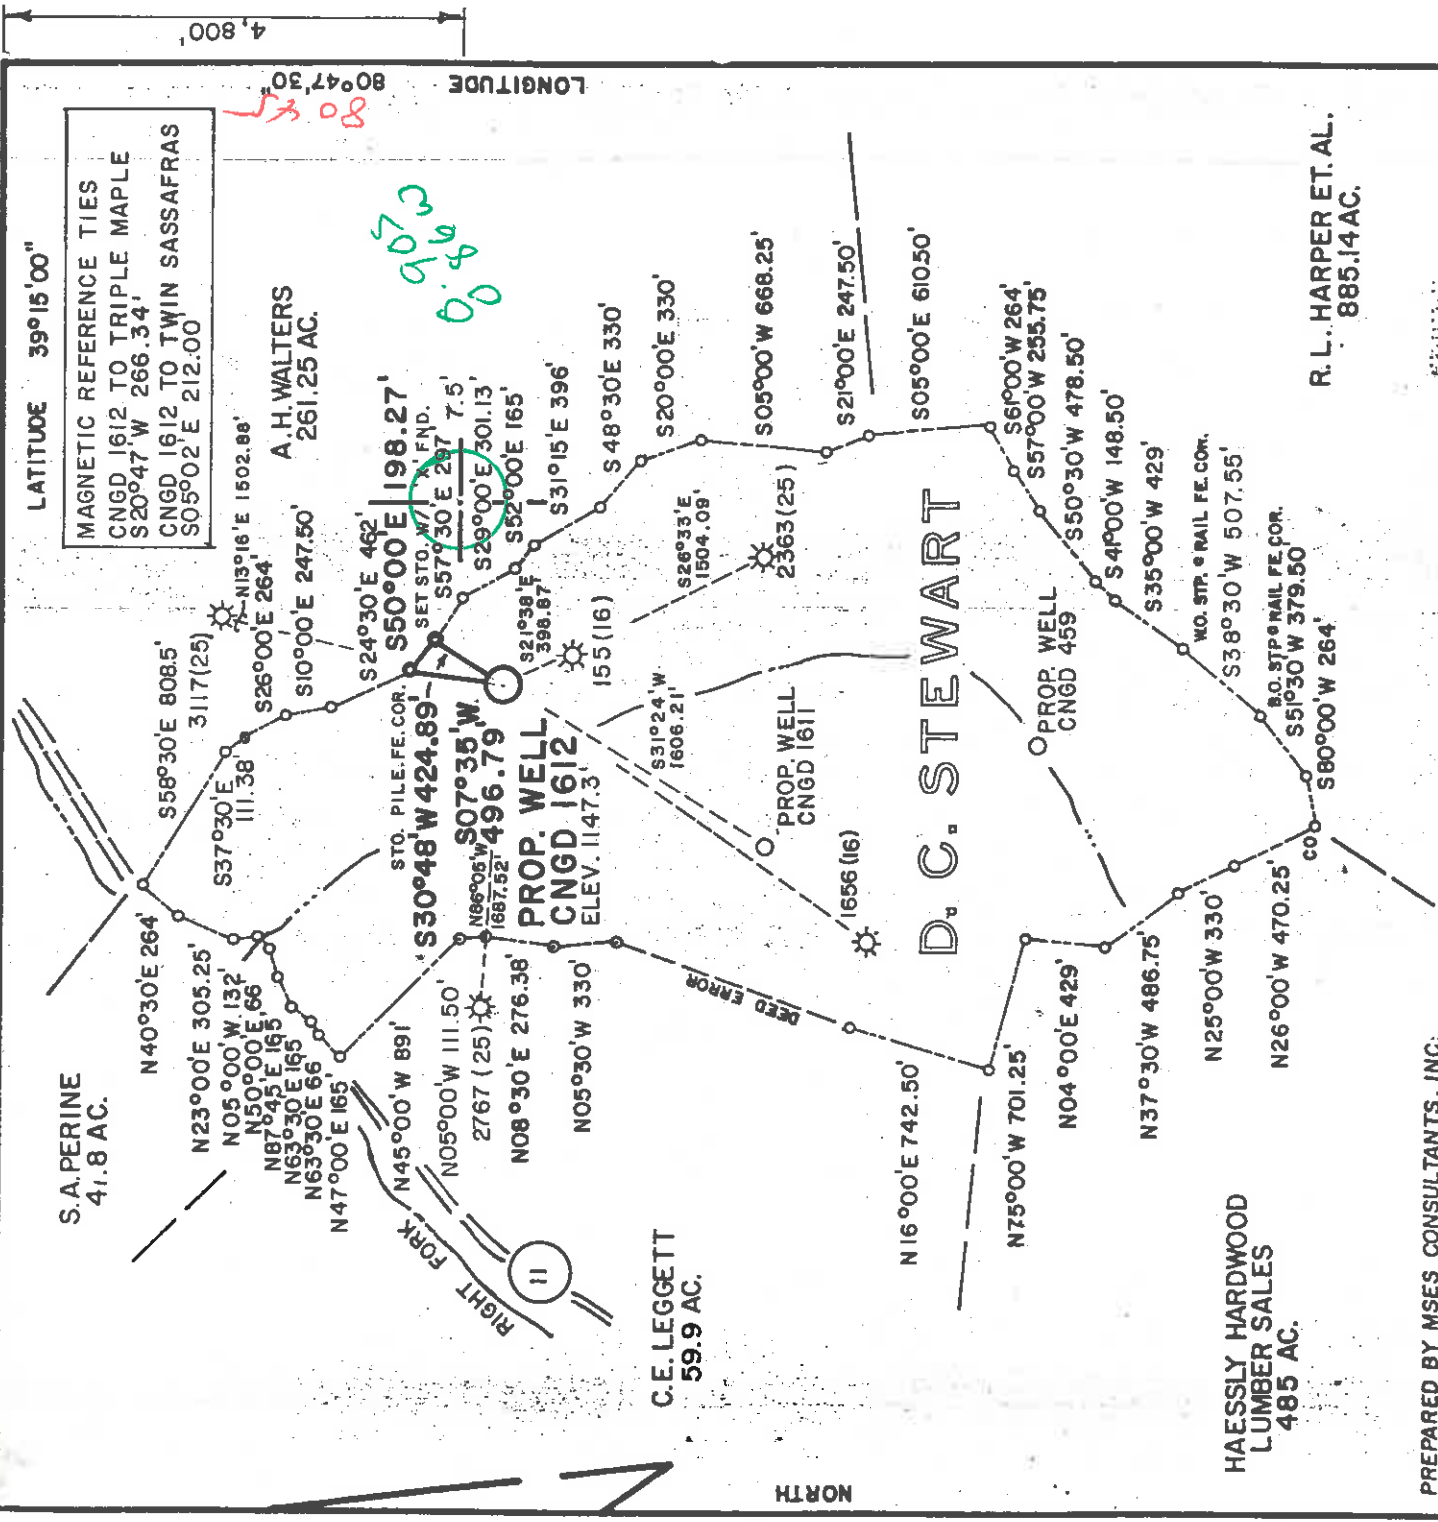 4,800'
LATITUDE 39°15'00"
LONGITUDE 80°47'30"
80 45
MAGNETIC REFERENCE TIES
CNGD 1612 TO TRIPLE MAPLE
S20°47'W 266.34'
CNGD 1612 TO TWIN SASSAFRAS
S05°02'E 212.00'
S.A. PERINE
41.8 AC.
A.H. WALTERS
261.25 AC.
N13°16'E 1502.88'
3117(25)
S58°30'E 808.5'
S37°30'E
111.38'
S26°00'E 264'
S10°00'E 247.50'
S24°30'E 462'
S50°00'E 198.27'
SET STO. W/ 'X' FND.
S57°30'E 297' 7.5'
S29°00'E 301.13'
S52°00'E 165'
S31°15'E 396'
S48°30'E 330'
S20°00'E 330'
S05°00'W 668.25'
S21°00'E 247.50'
S05°00'E 610.50'
S61°00'W 264'
S57°00'W 255.75'
S50°30'W 478.50'
S41°00'W 148.50'
S35°00'W 429'
W.O. STP. @ RAIL FE. COR.
S38°30'W 507.55'
B.O. STP @ RAIL FE. COR.
S51°30'W 379.50'
S80°00'W 264'
CO
N26°00'W 470.25'
N25°00'W 330'
N37°30'W 486.75'
N04°00'E 429'
N75°00'W 701.25'
N16°00'E 742.50'
DEED ERROR
N05°30'W 330'
N08°30'E 276.38'
2767 (25)
N05°00'W 111.50'
N45°00'W 891'
N47°00'E 165'
N63°30'E 66'
N63°30'E 165
N87°45'E 165
N50°00'E 66'
N05°00'W 132'
N23°00'E 305.25'
N40°30'E 264'
STO. PILE. FE. COR.
S30°48'W 424.89'
S07°35'W
496.79'
N86°05'W
1687.52'
PROP. WELL
CNGD 1612
ELEV. 1147.3'
S21°38'E
398.87'
155(16)
S26°33'E
1504.09'
2363(25)
S31°24'W
1606.21'
PROP. WELL
CNGD 1611
1656(16)
PROP. WELL
CNGD 459
D. C. STEWART
RIGHT FORK
11
C.E. LEGGETT
59.9 AC.
HAESSLY HARDWOOD
LUMBER SALES
485 AC.
R.L. HARPER ET. AL.
885.14 AC.
NORTH
PREPARED BY MSES CONSULTANTS, INC.